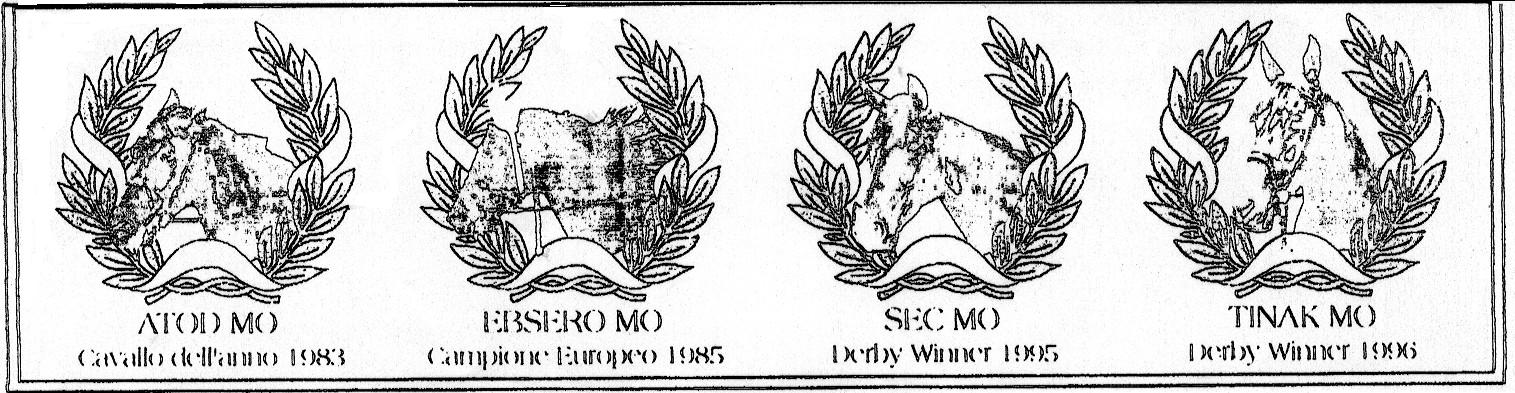 ATOD MO
Cavallo dell'anno 1983
EBSERO MO
Campione Europeo 1985
SEC MO
Derby Winner 1995
TINAK MO
Derby Winner 1996